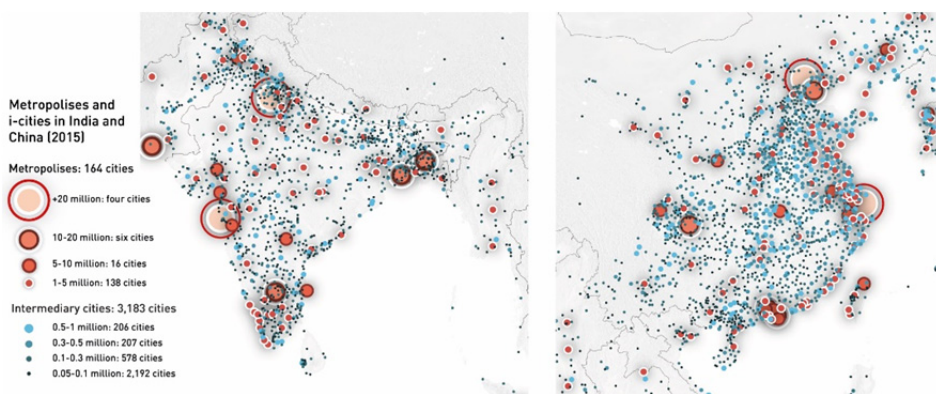 Metropolises and
i-cities in India and
China (2015)
Metropolises: 164 cities
+20 million: four cities
10-20 million: six cities
5-10 million: 16 cities
1-5 million: 138 cities
Intermediary cities: 3,183 cities
0.5-1 million: 206 cities
0.3-0.5 million: 207 cities
0.1-0.3 million: 578 cities
0.05-0.1 million: 2,192 cities